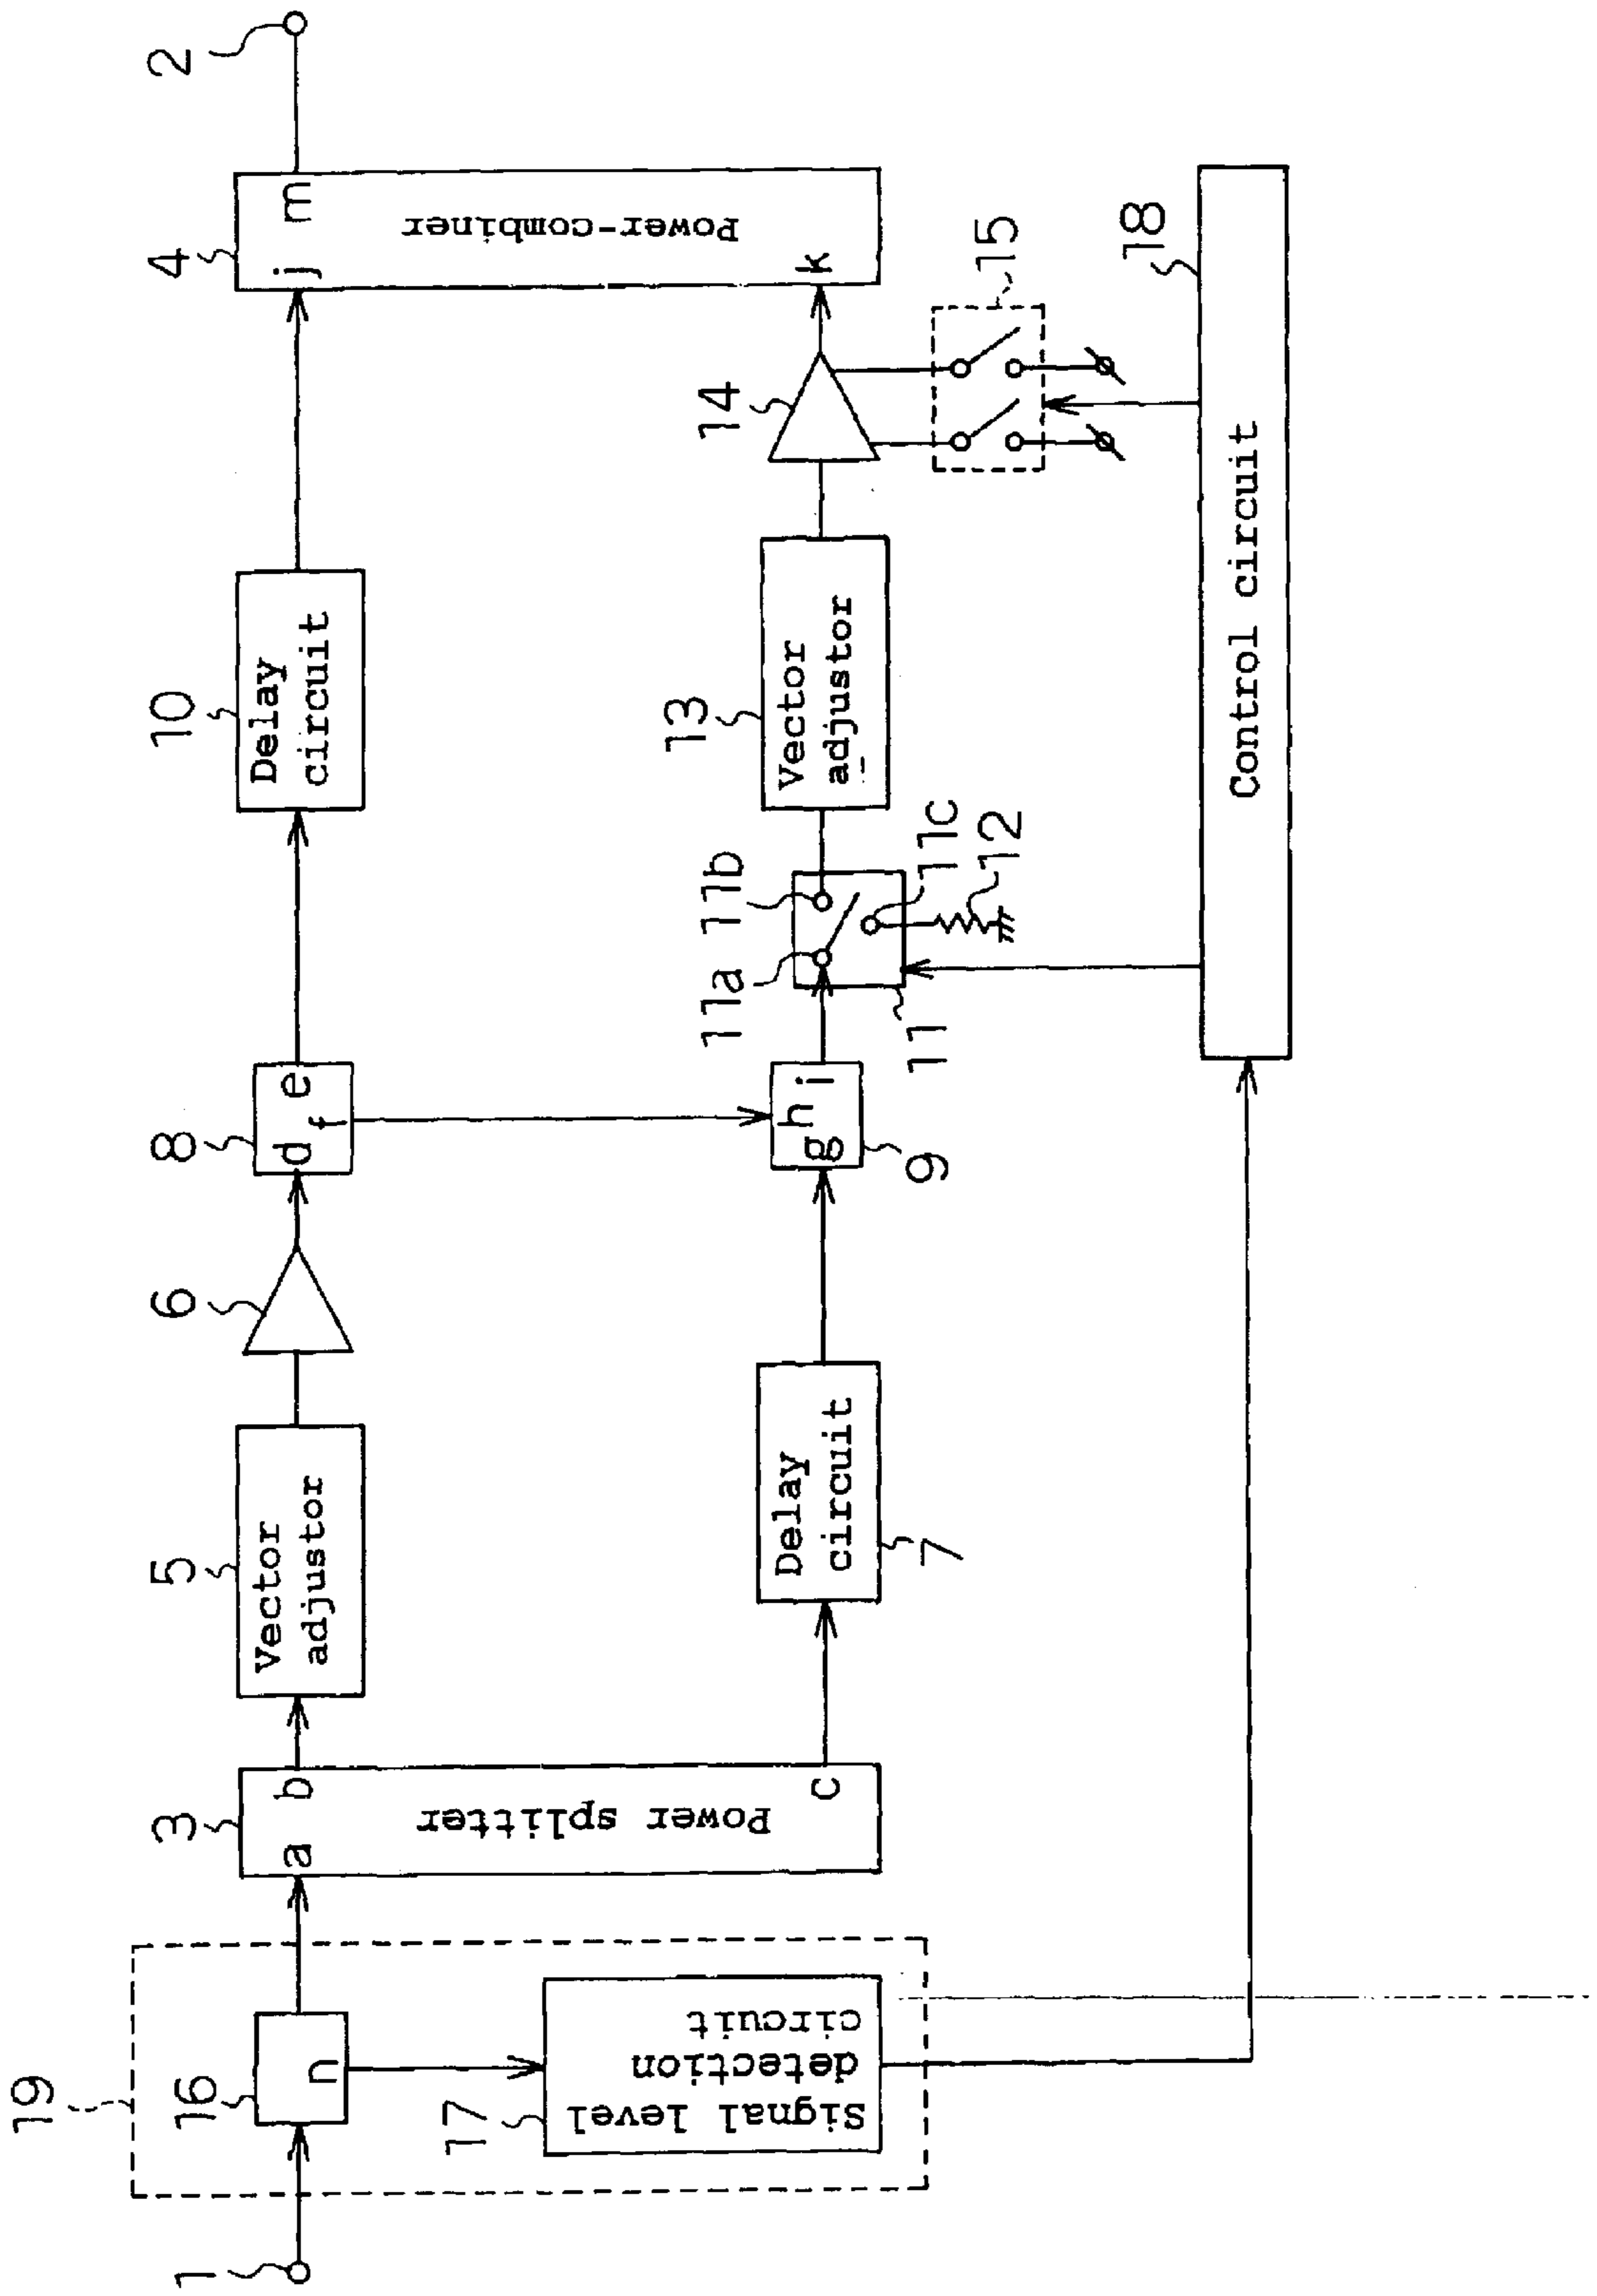 1
19
16
n
17
Signal level
detection
circuit
3
a
b
c
Power splitter
5
Vector
adjustor
6
7
Delay
circuit
8
d
e
f
9
g
h
i
10
Delay
circuit
11
11a
11b
11c
12
13
Vector
adjustor
14
15
4
j
m
k
Power-combiner
2
18
Control circuit